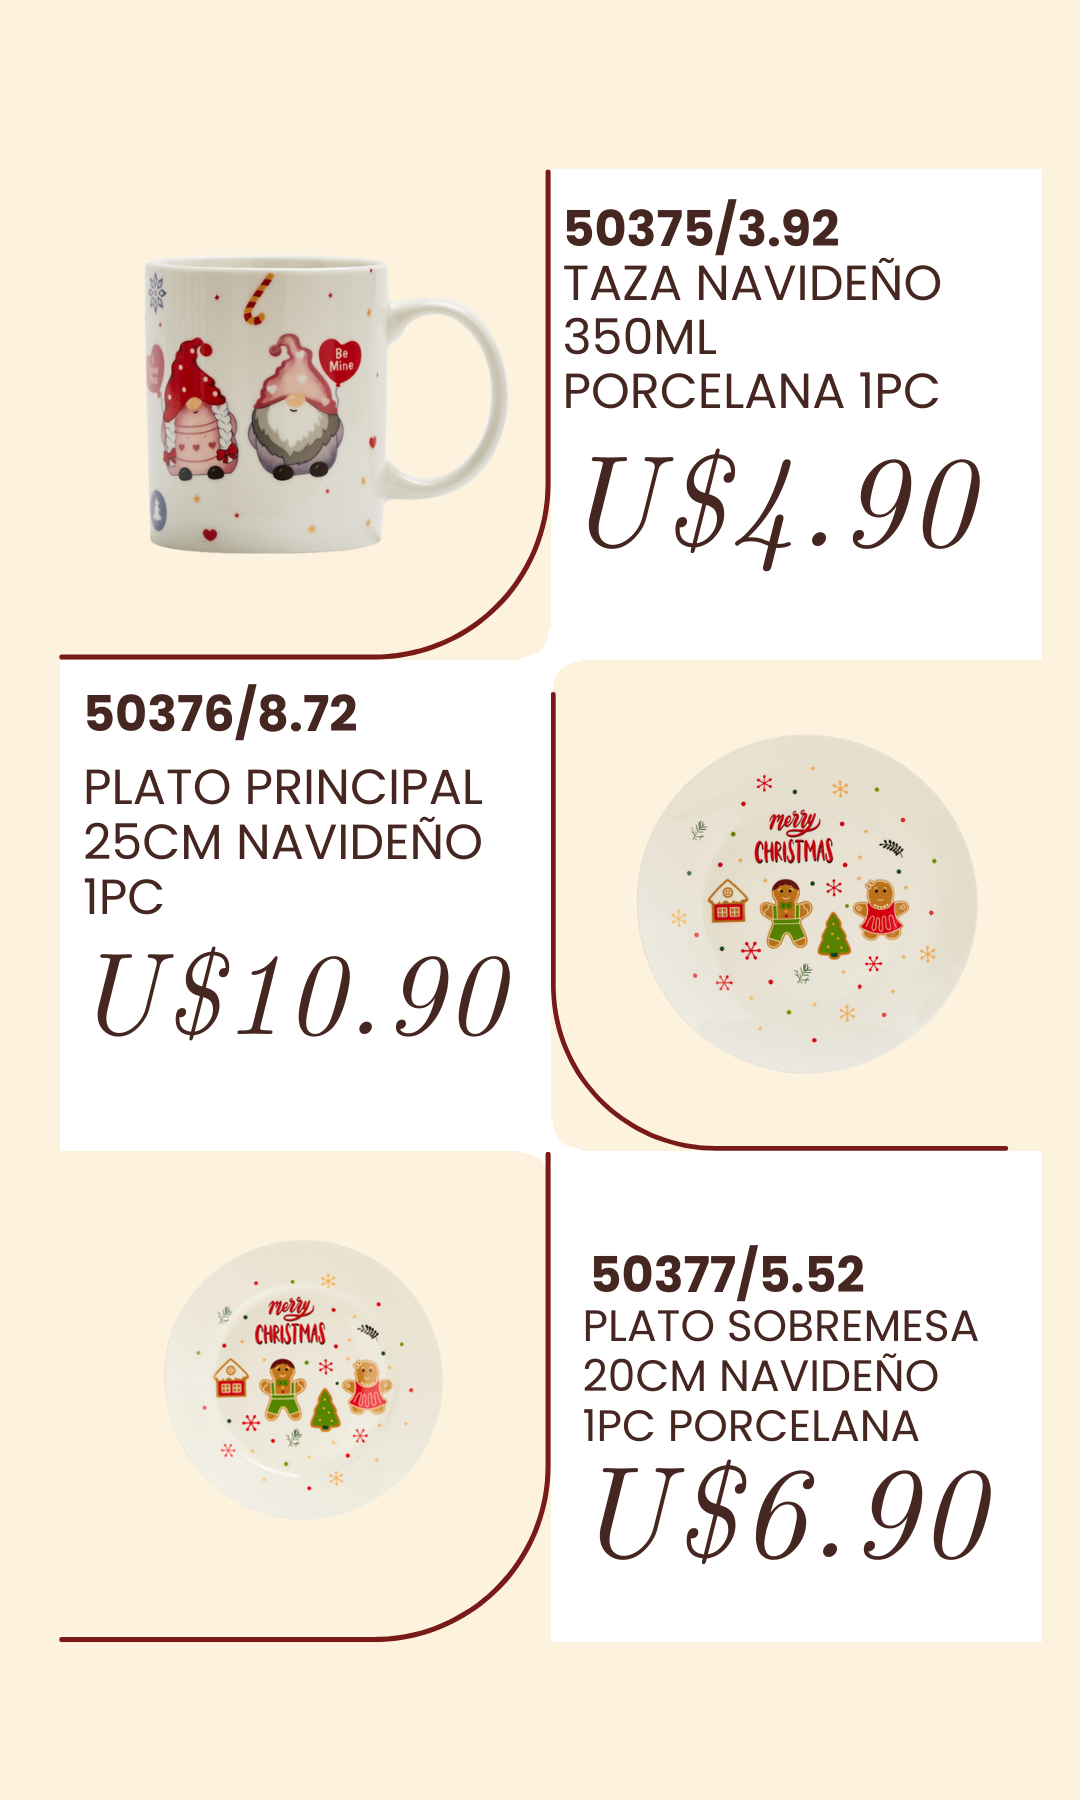 50375/3.92
TAZA NAVIDEÑO
350ML
PORCELANA 1PC
U$4.90
Be
Mine
50376/8.72
PLATO PRINCIPAL
25CM NAVIDEÑO
1PC
U$10.90
merry
CHRISTMAS
merry
CHRISTMAS
50377/5.52
PLATO SOBREMESA
20CM NAVIDEÑO
1PC PORCELANA
U$6.90